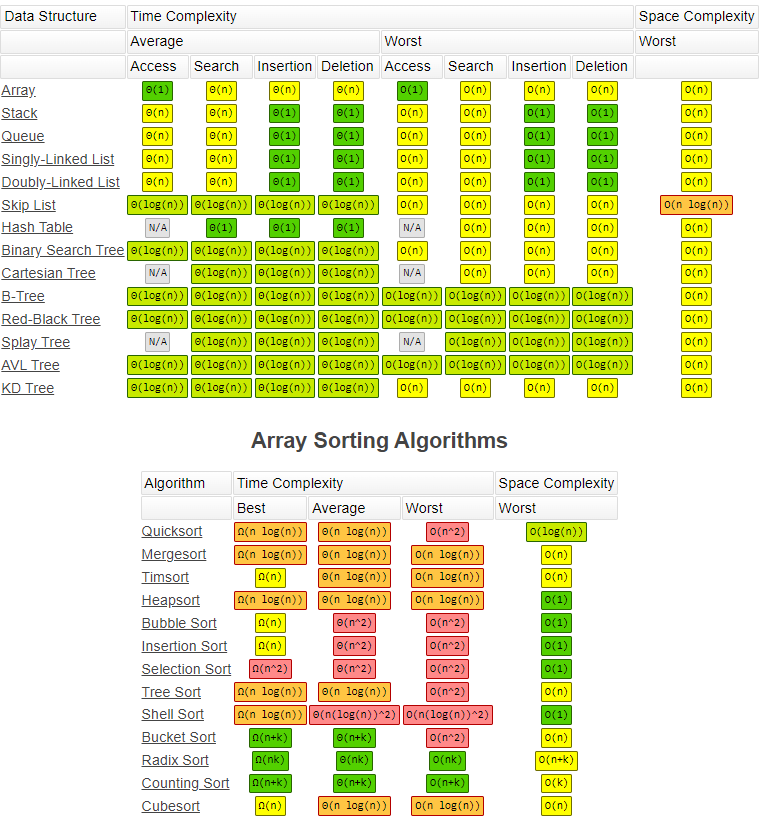 Data Structure Time Complexity Space Complexity
Average Worst Worst
Access Search Insertion Deletion Access Search Insertion Deletion
Array Θ(1) Θ(n) Θ(n) Θ(n) O(1) O(n) O(n) O(n) O(n)
Stack Θ(n) Θ(n) Θ(1) Θ(1) O(n) O(n) O(1) O(1) O(n)
Queue Θ(n) Θ(n) Θ(1) Θ(1) O(n) O(n) O(1) O(1) O(n)
Singly-Linked List Θ(n) Θ(n) Θ(1) Θ(1) O(n) O(n) O(1) O(1) O(n)
Doubly-Linked List Θ(n) Θ(n) Θ(1) Θ(1) O(n) O(n) O(1) O(1) O(n)
Skip List Θ(log(n)) Θ(log(n)) Θ(log(n)) Θ(log(n)) O(n) O(n) O(n) O(n) O(n log(n))
Hash Table N/A Θ(1) Θ(1) Θ(1) N/A O(n) O(n) O(n) O(n)
Binary Search Tree Θ(log(n)) Θ(log(n)) Θ(log(n)) Θ(log(n)) O(n) O(n) O(n) O(n) O(n)
Cartesian Tree N/A Θ(log(n)) Θ(log(n)) Θ(log(n)) N/A O(n) O(n) O(n) O(n)
B-Tree Θ(log(n)) Θ(log(n)) Θ(log(n)) Θ(log(n)) O(log(n)) O(log(n)) O(log(n)) O(log(n)) O(n)
Red-Black Tree Θ(log(n)) Θ(log(n)) Θ(log(n)) Θ(log(n)) O(log(n)) O(log(n)) O(log(n)) O(log(n)) O(n)
Splay Tree N/A Θ(log(n)) Θ(log(n)) Θ(log(n)) N/A O(log(n)) O(log(n)) O(log(n)) O(n)
AVL Tree Θ(log(n)) Θ(log(n)) Θ(log(n)) Θ(log(n)) O(log(n)) O(log(n)) O(log(n)) O(log(n)) O(n)
KD Tree Θ(log(n)) Θ(log(n)) Θ(log(n)) Θ(log(n)) O(n) O(n) O(n) O(n) O(n)
Array Sorting Algorithms
Algorithm Time Complexity Space Complexity
Best Average Worst Worst
Quicksort Ω(n log(n)) Θ(n log(n)) O(n^2) O(log(n))
Mergesort Ω(n log(n)) Θ(n log(n)) O(n log(n)) O(n)
Timsort Ω(n) Θ(n log(n)) O(n log(n)) O(n)
Heapsort Ω(n log(n)) Θ(n log(n)) O(n log(n)) O(1)
Bubble Sort Ω(n) Θ(n^2) O(n^2) O(1)
Insertion Sort Ω(n) Θ(n^2) O(n^2) O(1)
Selection Sort Ω(n^2) Θ(n^2) O(n^2) O(1)
Tree Sort Ω(n log(n)) Θ(n log(n)) O(n^2) O(n)
Shell Sort Ω(n log(n)) Θ(n(log(n))^2) O(n(log(n))^2) O(1)
Bucket Sort Ω(n+k) Θ(n+k) O(n^2) O(n)
Radix Sort Ω(nk) Θ(nk) O(nk) O(n+k)
Counting Sort Ω(n+k) Θ(n+k) O(n+k) O(k)
Cubesort Ω(n) Θ(n log(n)) O(n log(n)) O(n)